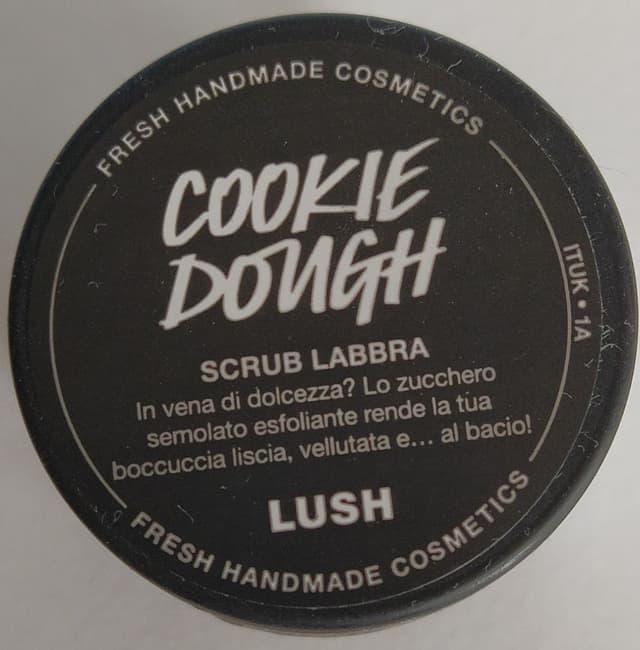 FRESH HANDMADE COSMETICS
COOKIE
DOUGH
ITUK • 1A
SCRUB LABBRA
In vena di dolcezza? Lo zucchero
semolato esfoliante rende la tua
boccuccia liscia, vellutata e... al bacio!
LUSH
FRESH HANDMADE COSMETICS